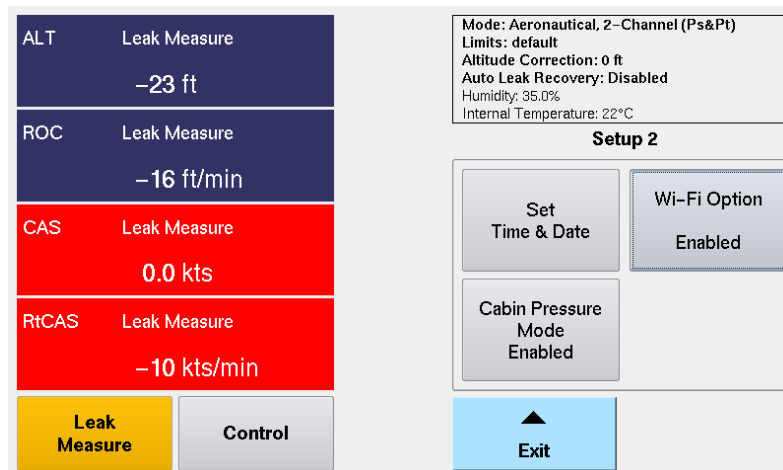 ALT Leak Measure
−23 ft
ROC Leak Measure
−16 ft/min
CAS Leak Measure
0.0 kts
RtCAS Leak Measure
−10 kts/min
Leak
Measure
Control
Mode: Aeronautical, 2−Channel (Ps&Pt)
Limits: default
Altitude Correction: 0 ft
Auto Leak Recovery: Disabled
Humidity: 35.0%
Internal Temperature: 22°C
Setup 2
Set
Time & Date
Wi−Fi Option
Enabled
Cabin Pressure
Mode
Enabled
Exit